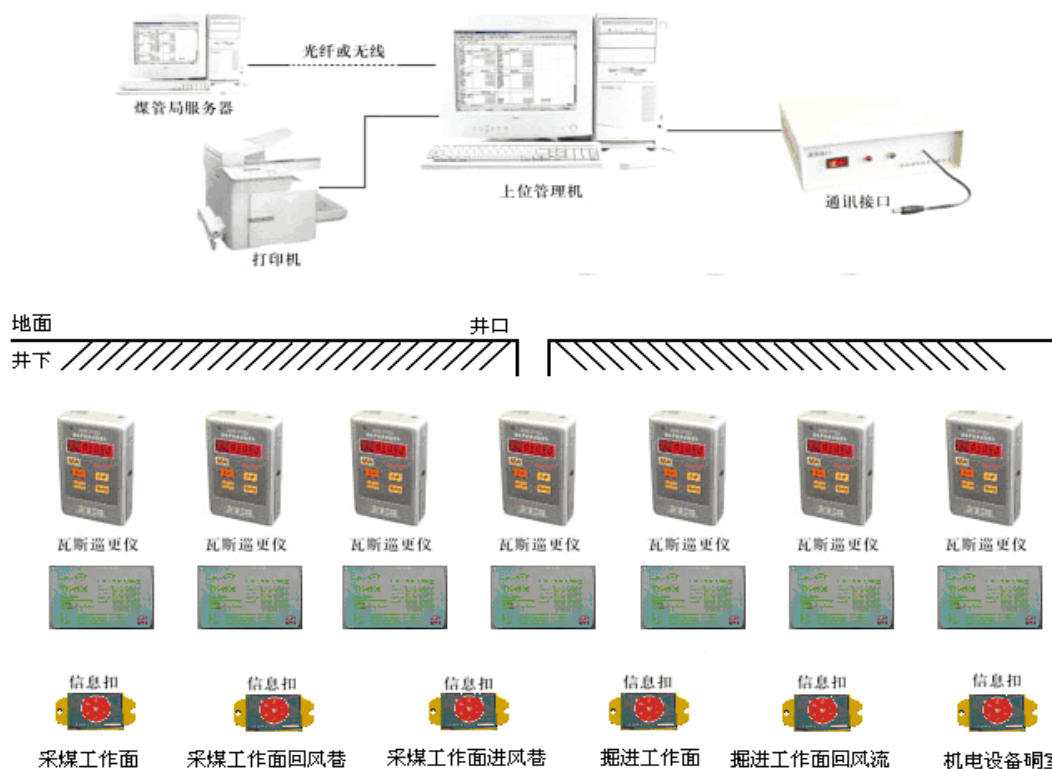 光纤或无线
煤管局服务器
上位管理机
通讯接口
打印机
地面
井口
井下
瓦斯巡更仪 瓦斯巡更仪 瓦斯巡更仪 瓦斯巡更仪 瓦斯巡更仪 瓦斯巡更仪 瓦斯巡更仪
信息扣 信息扣 信息扣 信息扣 信息扣 信息扣
采煤工作面 采煤工作面回风巷 采煤工作面进风巷 掘进工作面 掘进工作面回风流 机电设备硐室